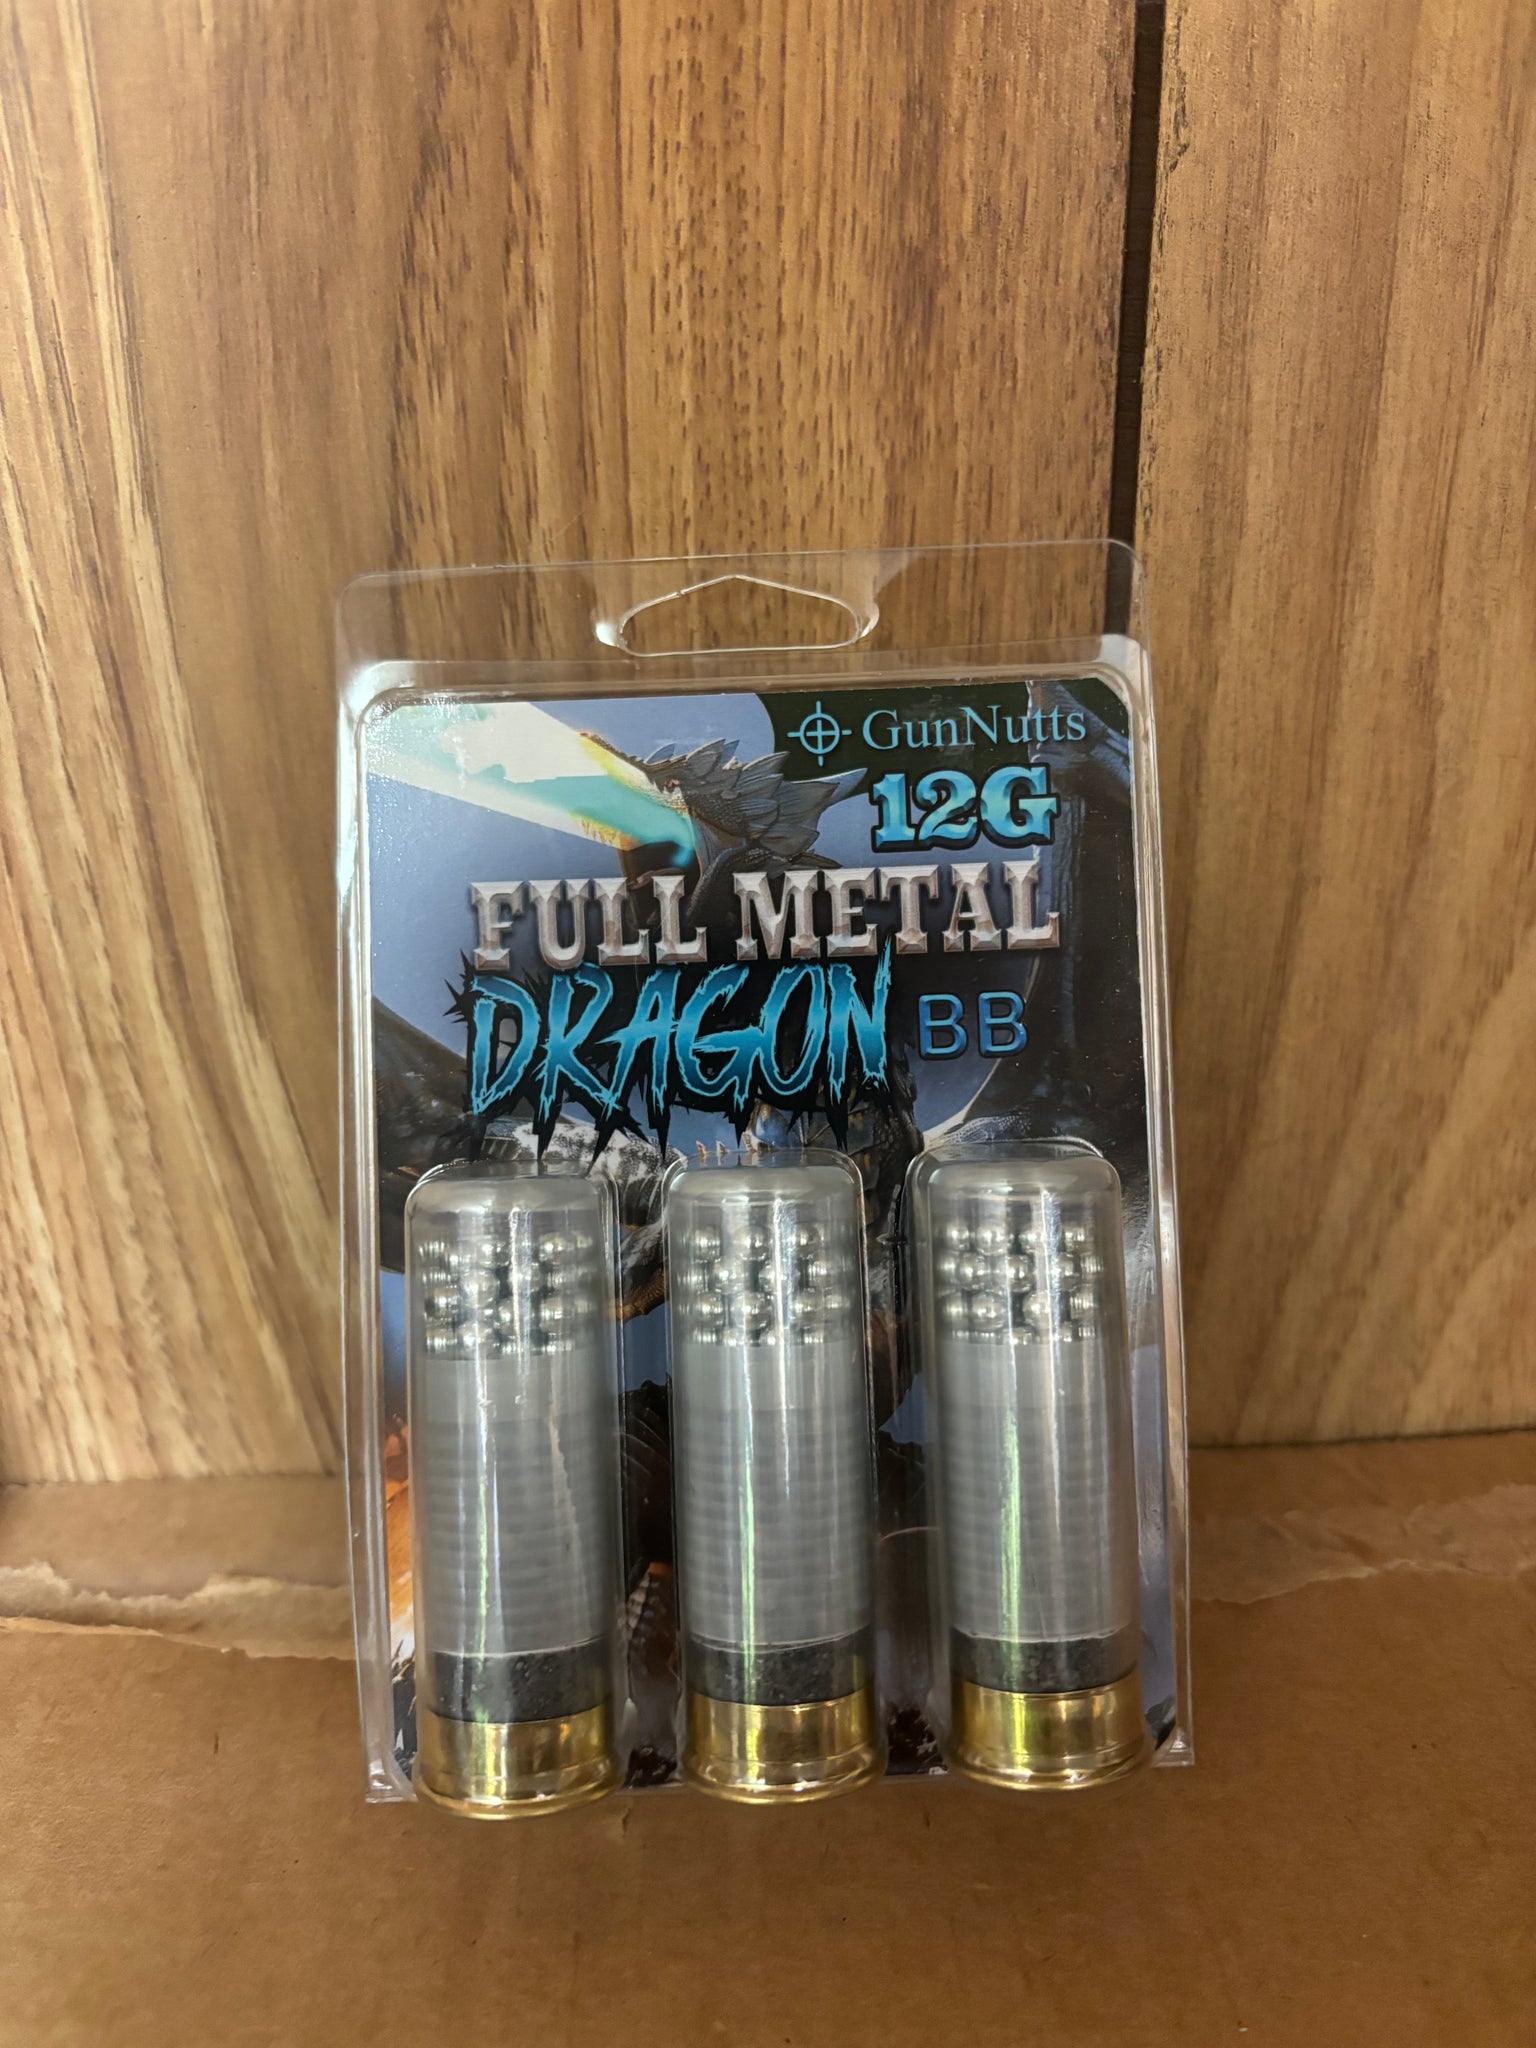 GunNutts
12G
FULL METAL
DRAGON BB